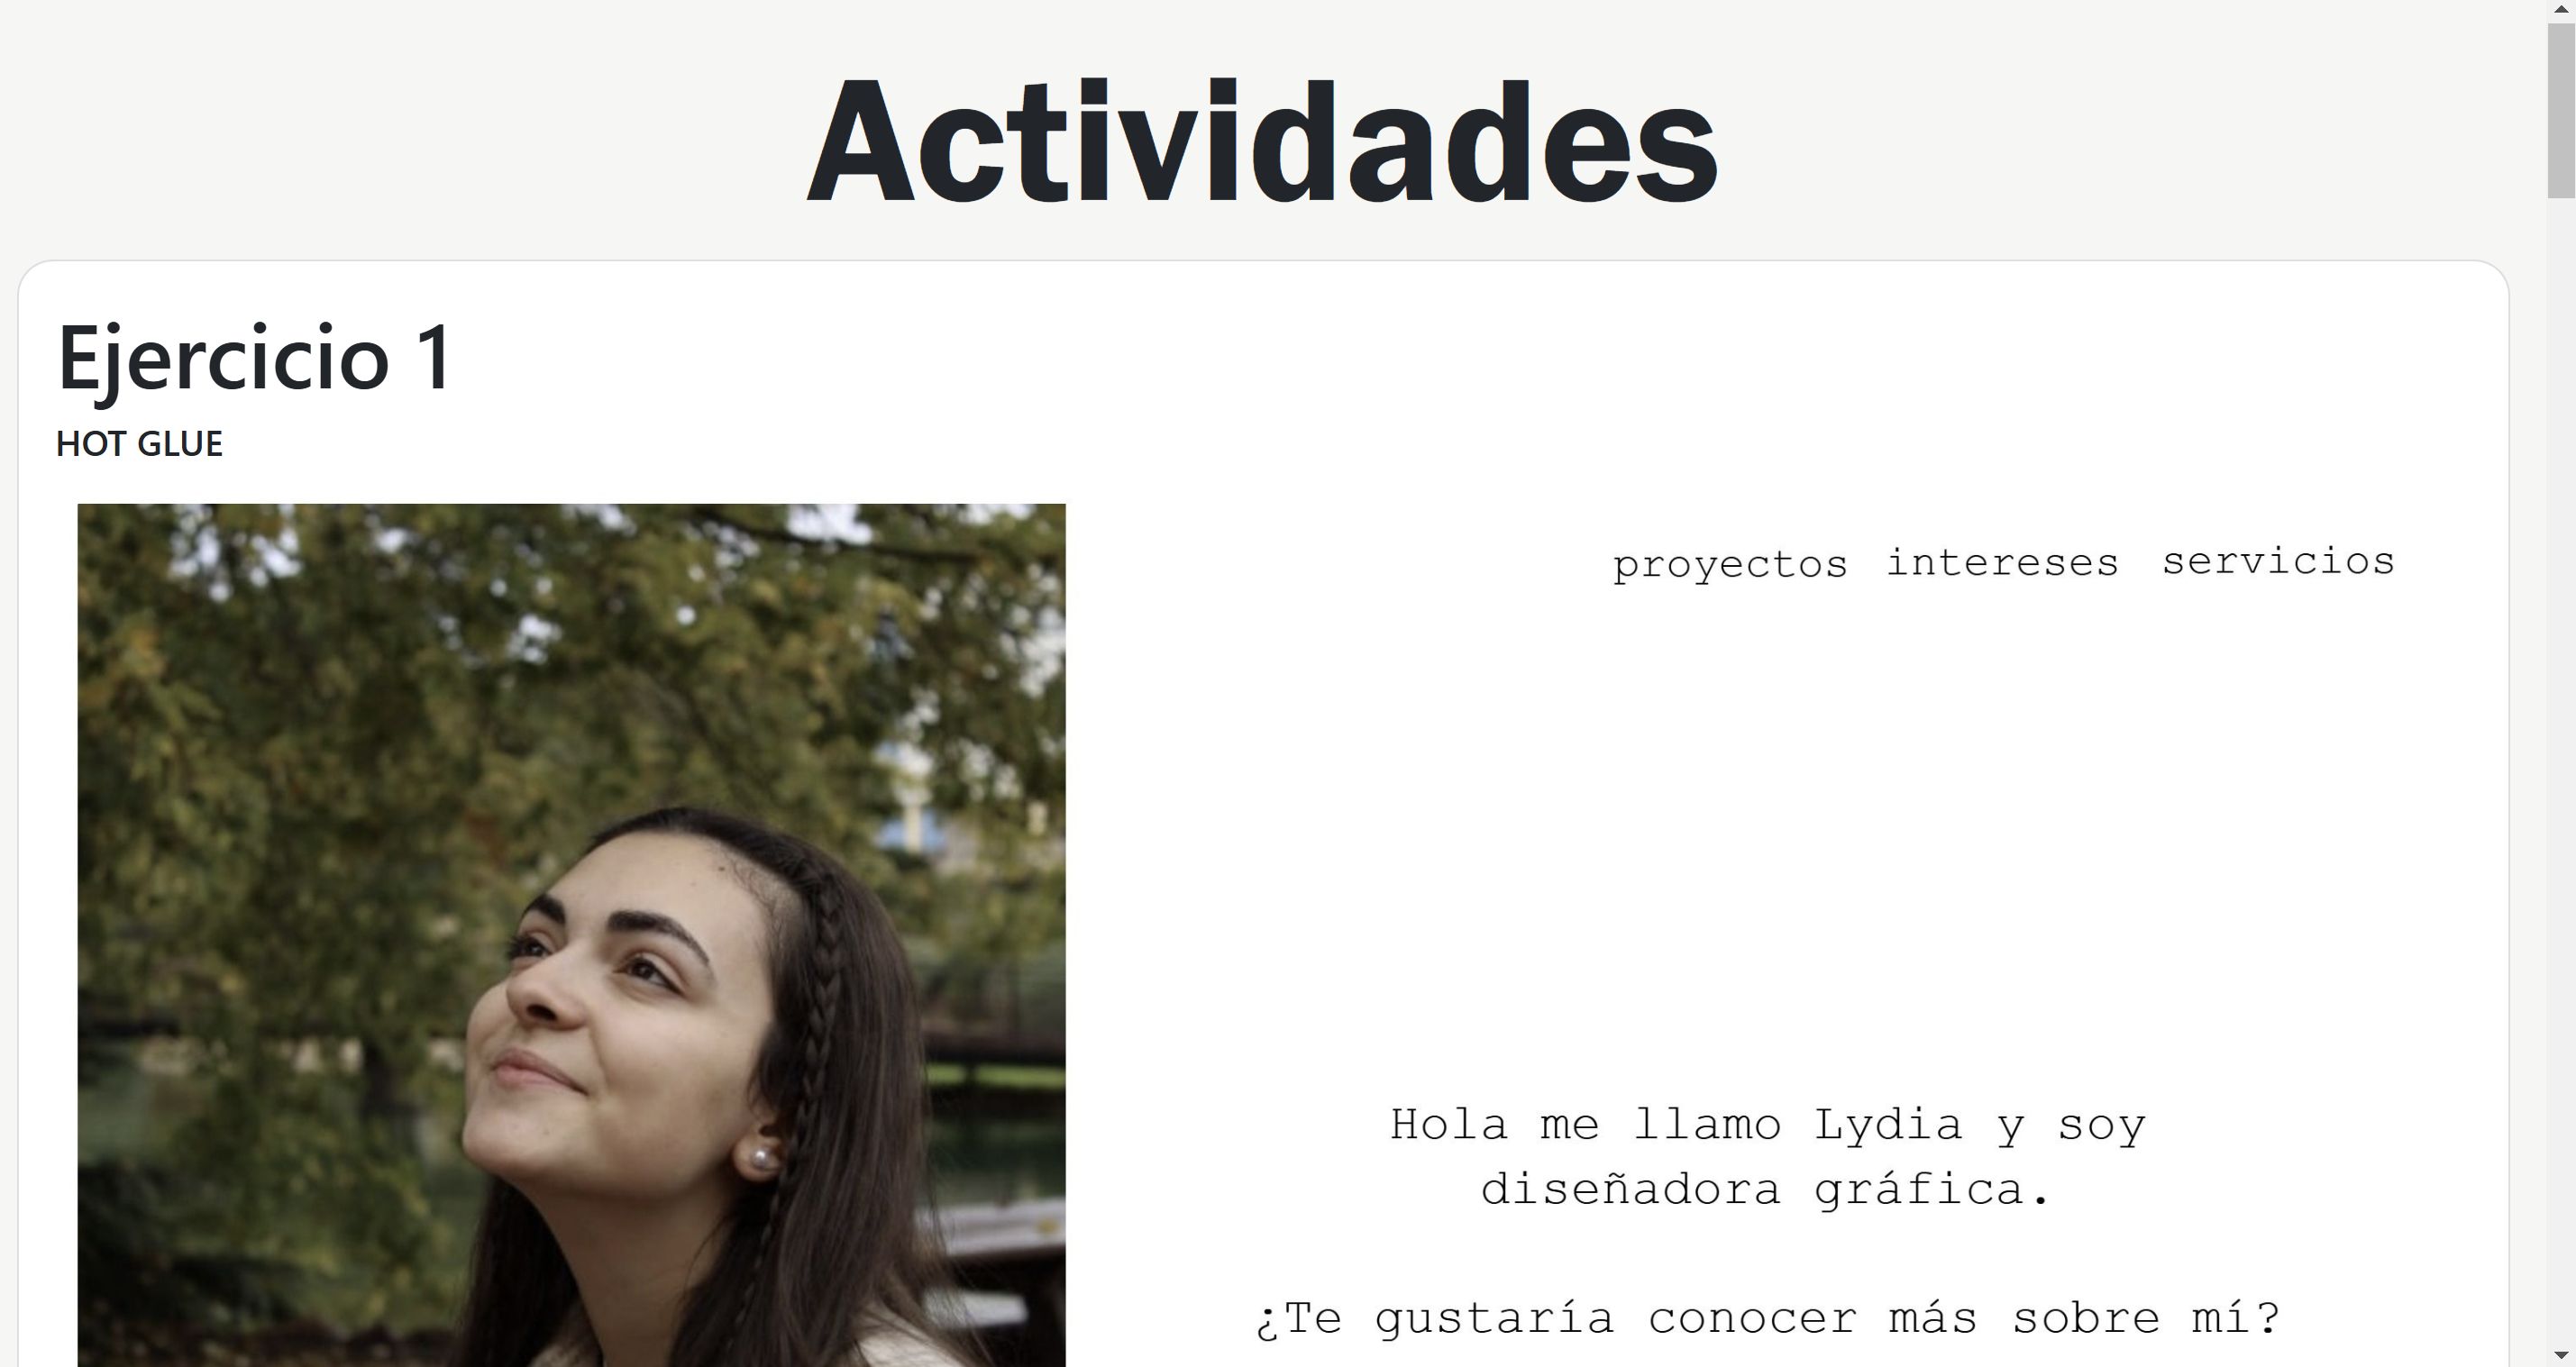 Actividades
Ejercicio 1
HOT GLUE
proyectos intereses servicios
Hola me llamo Lydia y soy
diseñadora gráfica.
¿Te gustaría conocer más sobre mí?